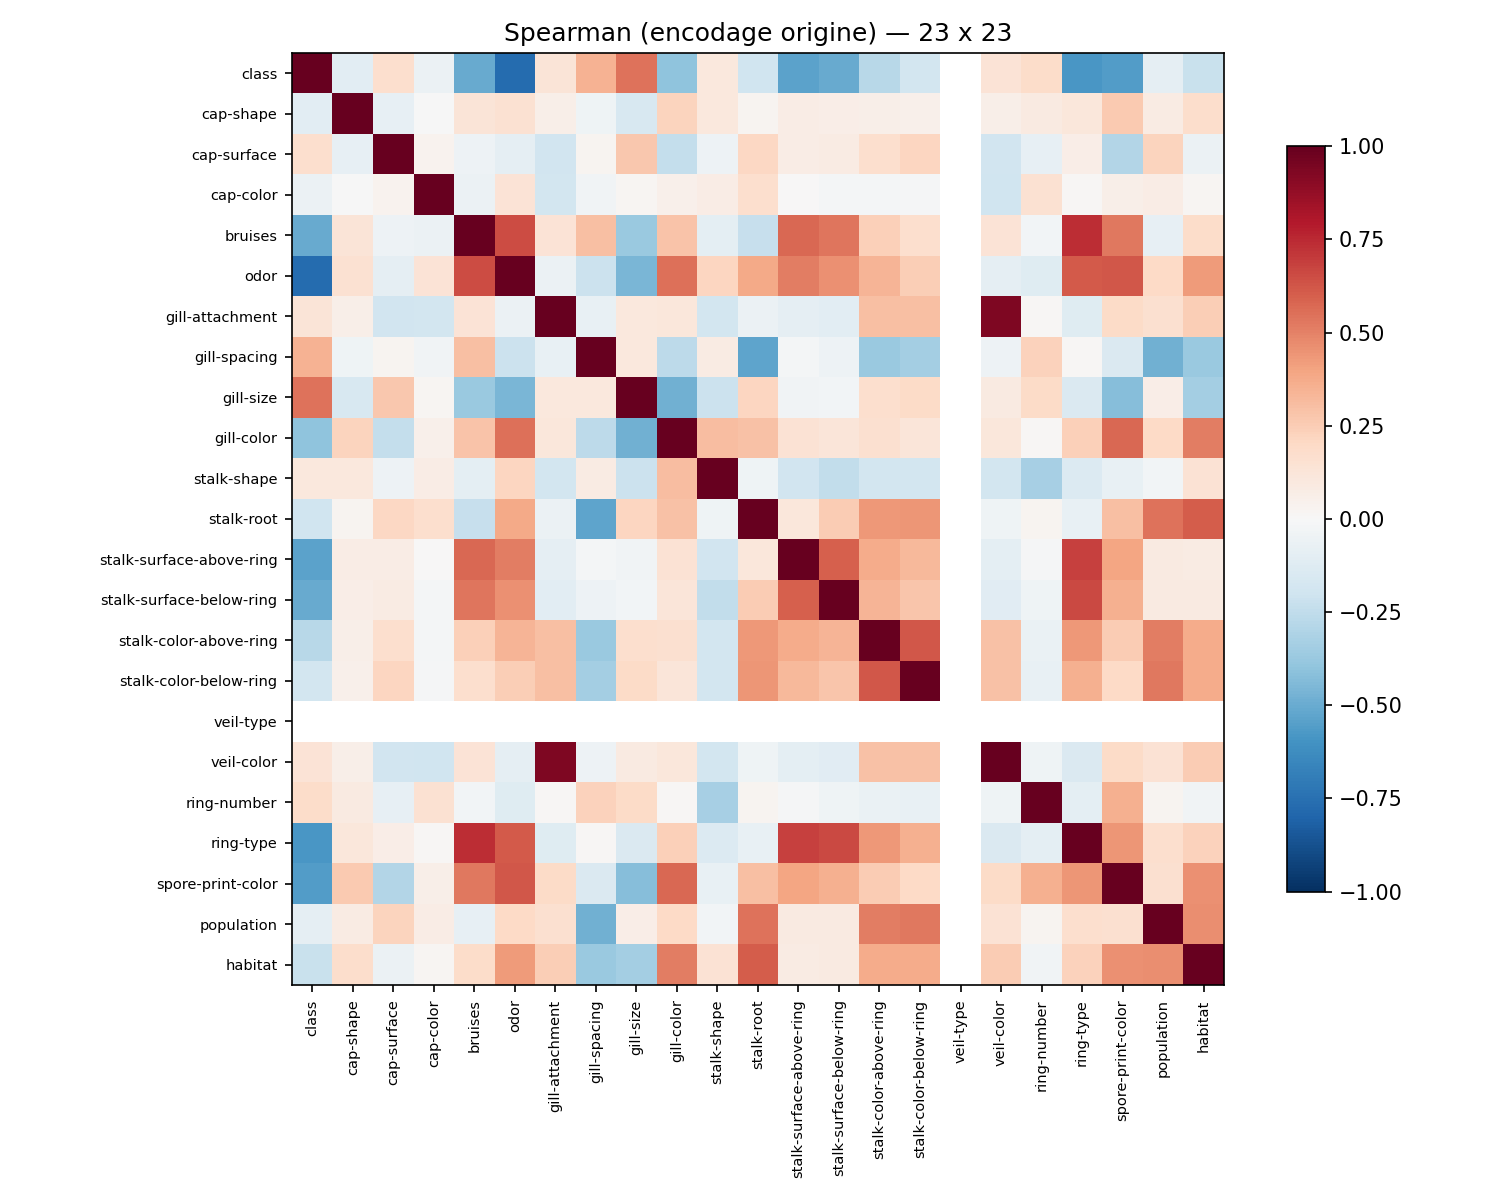 Spearman (encodage origine) — 23 x 23
class
cap-shape
cap-surface
cap-color
bruises
odor
gill-attachment
gill-spacing
gill-size
gill-color
stalk-shape
stalk-root
stalk-surface-above-ring
stalk-surface-below-ring
stalk-color-above-ring
stalk-color-below-ring
veil-type
veil-color
ring-number
ring-type
spore-print-color
population
habitat
class
cap-shape
cap-surface
cap-color
bruises
odor
gill-attachment
gill-spacing
gill-size
gill-color
stalk-shape
stalk-root
stalk-surface-above-ring
stalk-surface-below-ring
stalk-color-above-ring
stalk-color-below-ring
veil-type
veil-color
ring-number
ring-type
spore-print-color
population
habitat
1.00
0.75
0.50
0.25
0.00
−0.25
−0.50
−0.75
−1.00